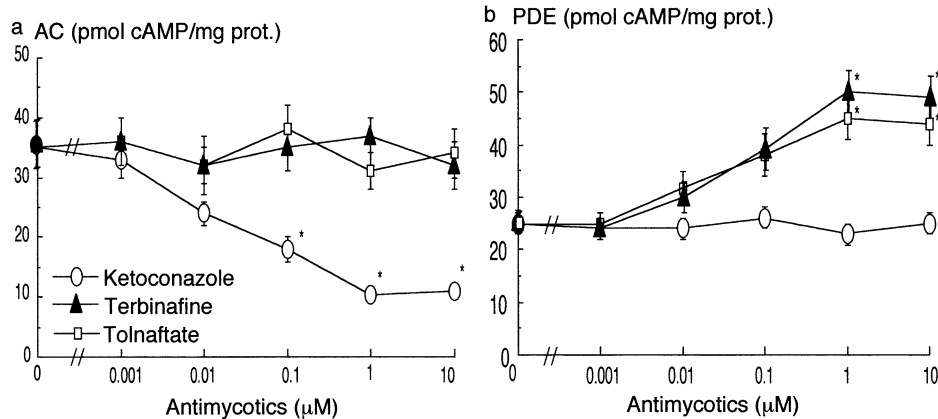 a AC (pmol cAMP/mg prot.)
50
40
30
20
10
0
Ketoconazole
Terbinafine
Tolnaftate
* * *
0 // 0.001 0.01 0.1 1 10
Antimycotics (μM)
b PDE (pmol cAMP/mg prot.)
60
50
40
30
20
10
0
* *
* *
0 // 0.001 0.01 0.1 1 10
Antimycotics (μM)